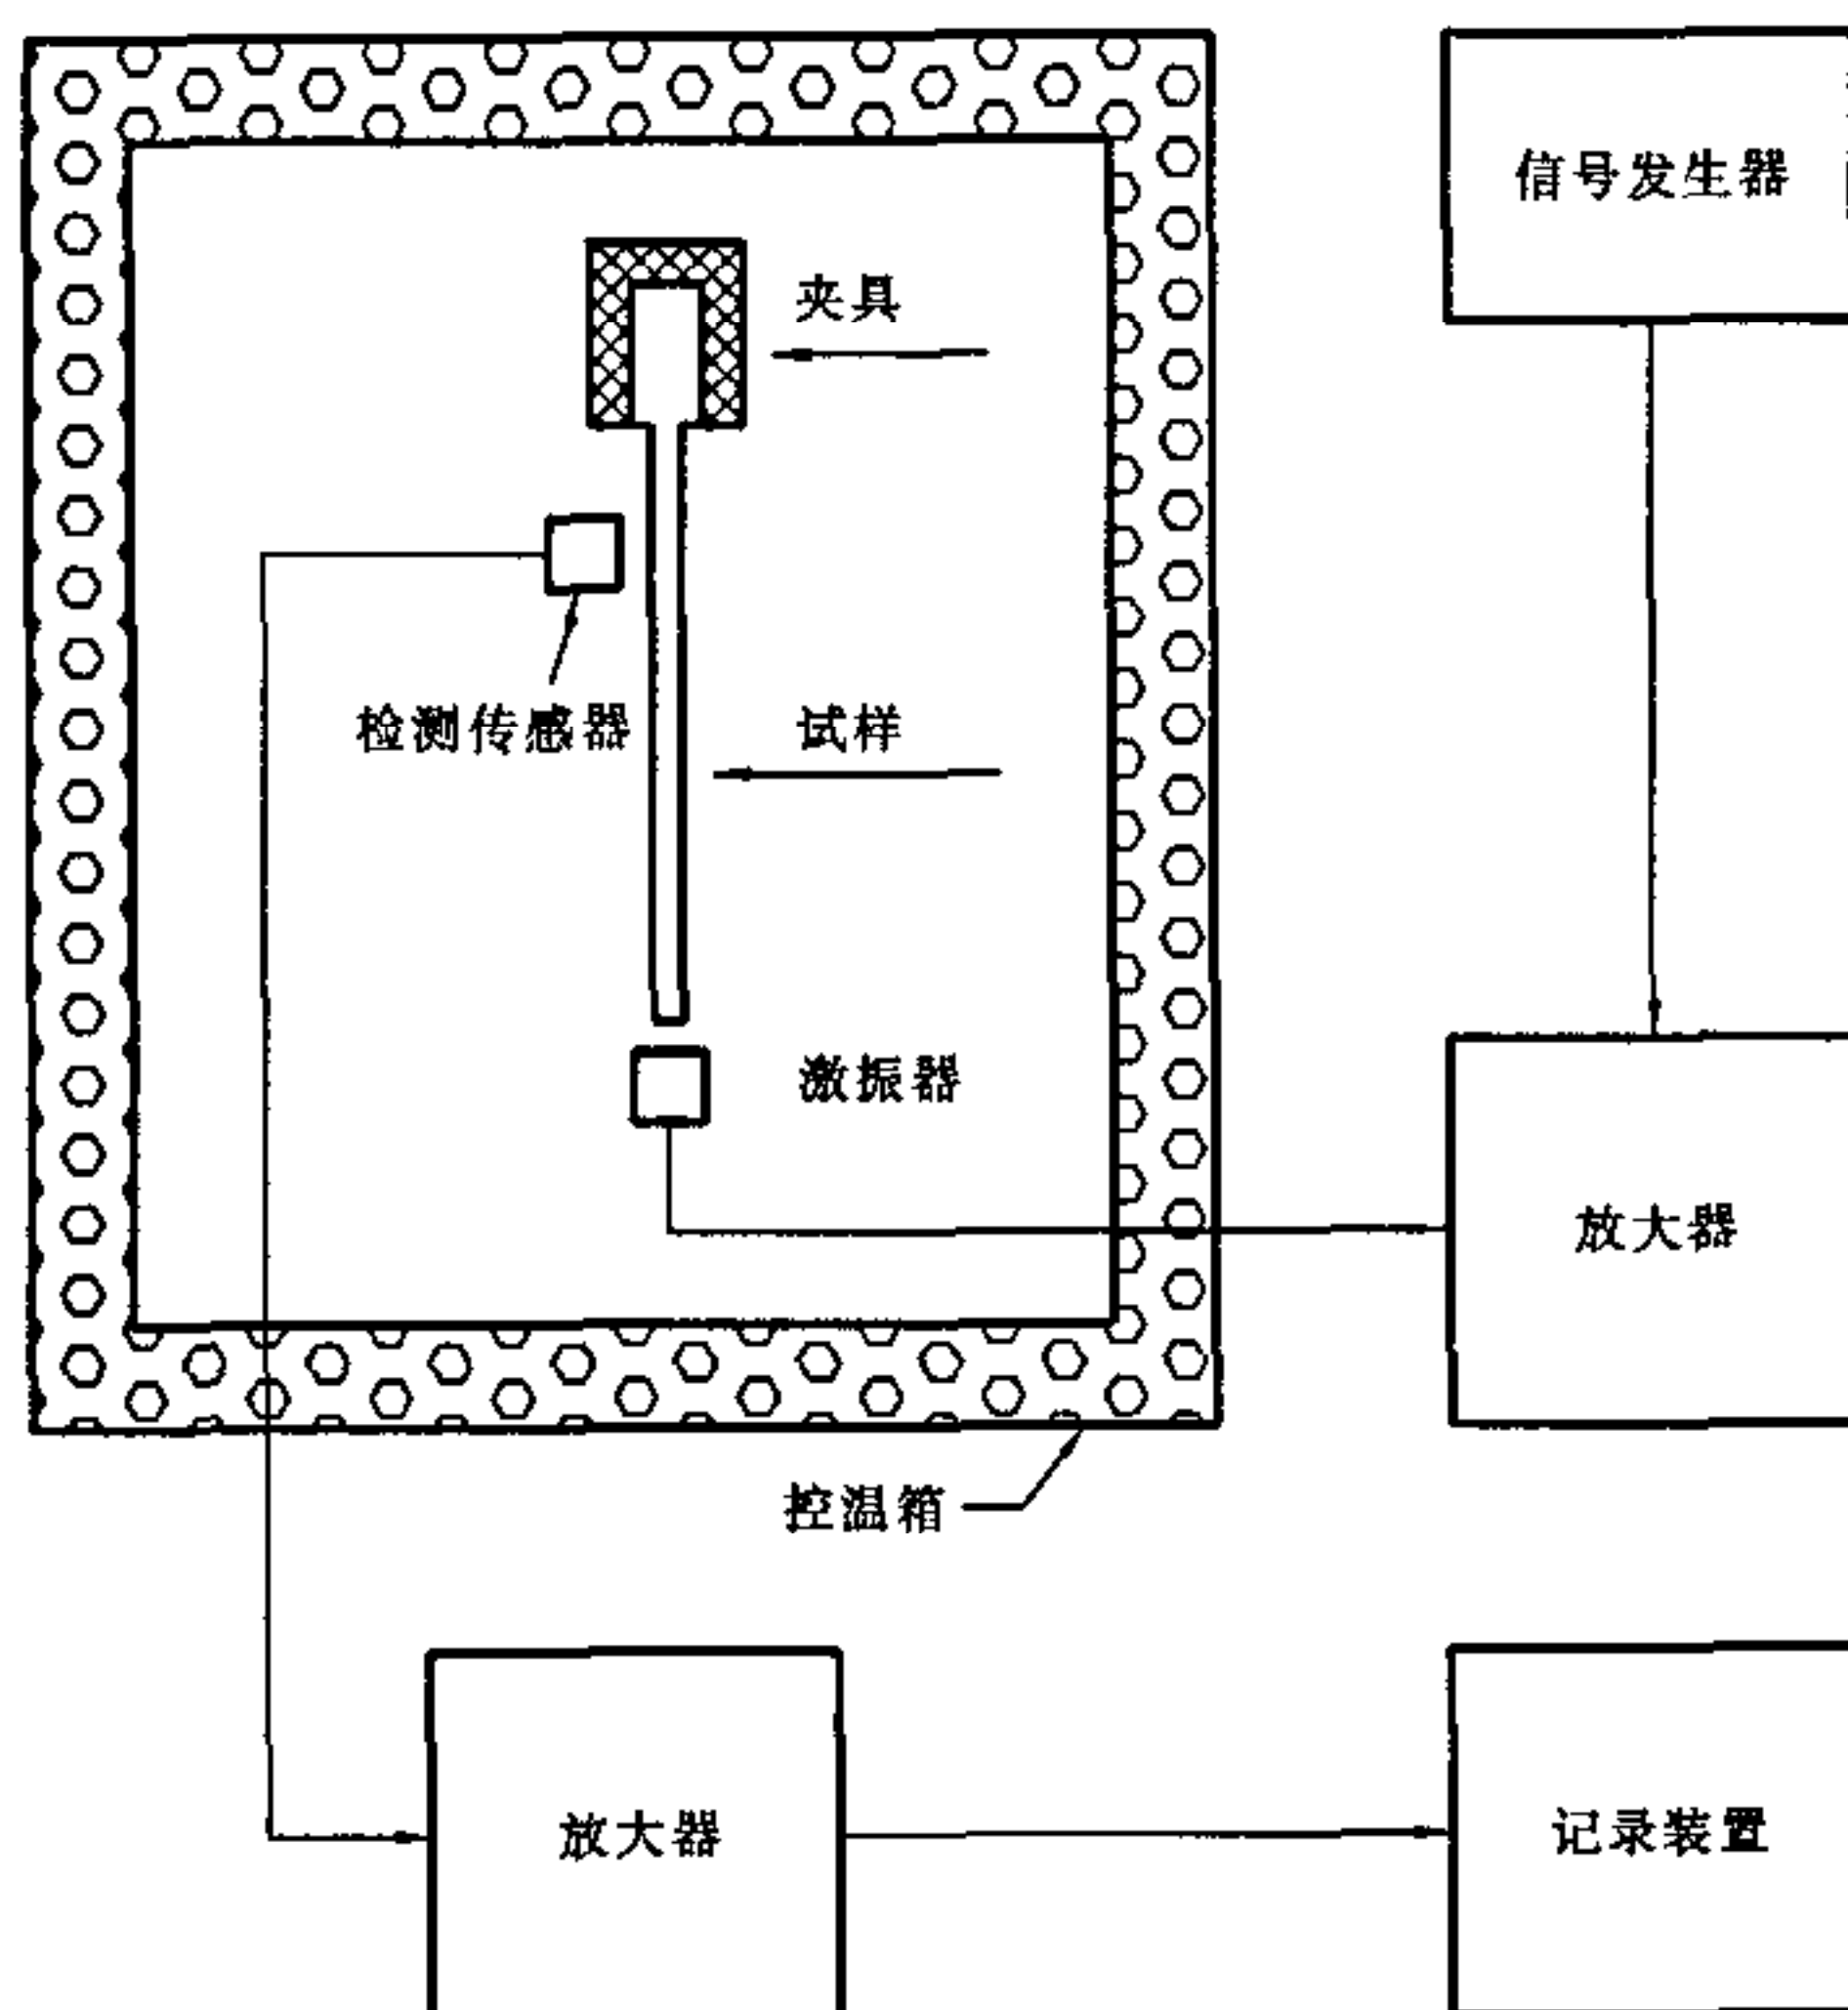 信号发生器
夹具
检测传感器
试样
激振器
放大器
控温箱
放大器
记录装置